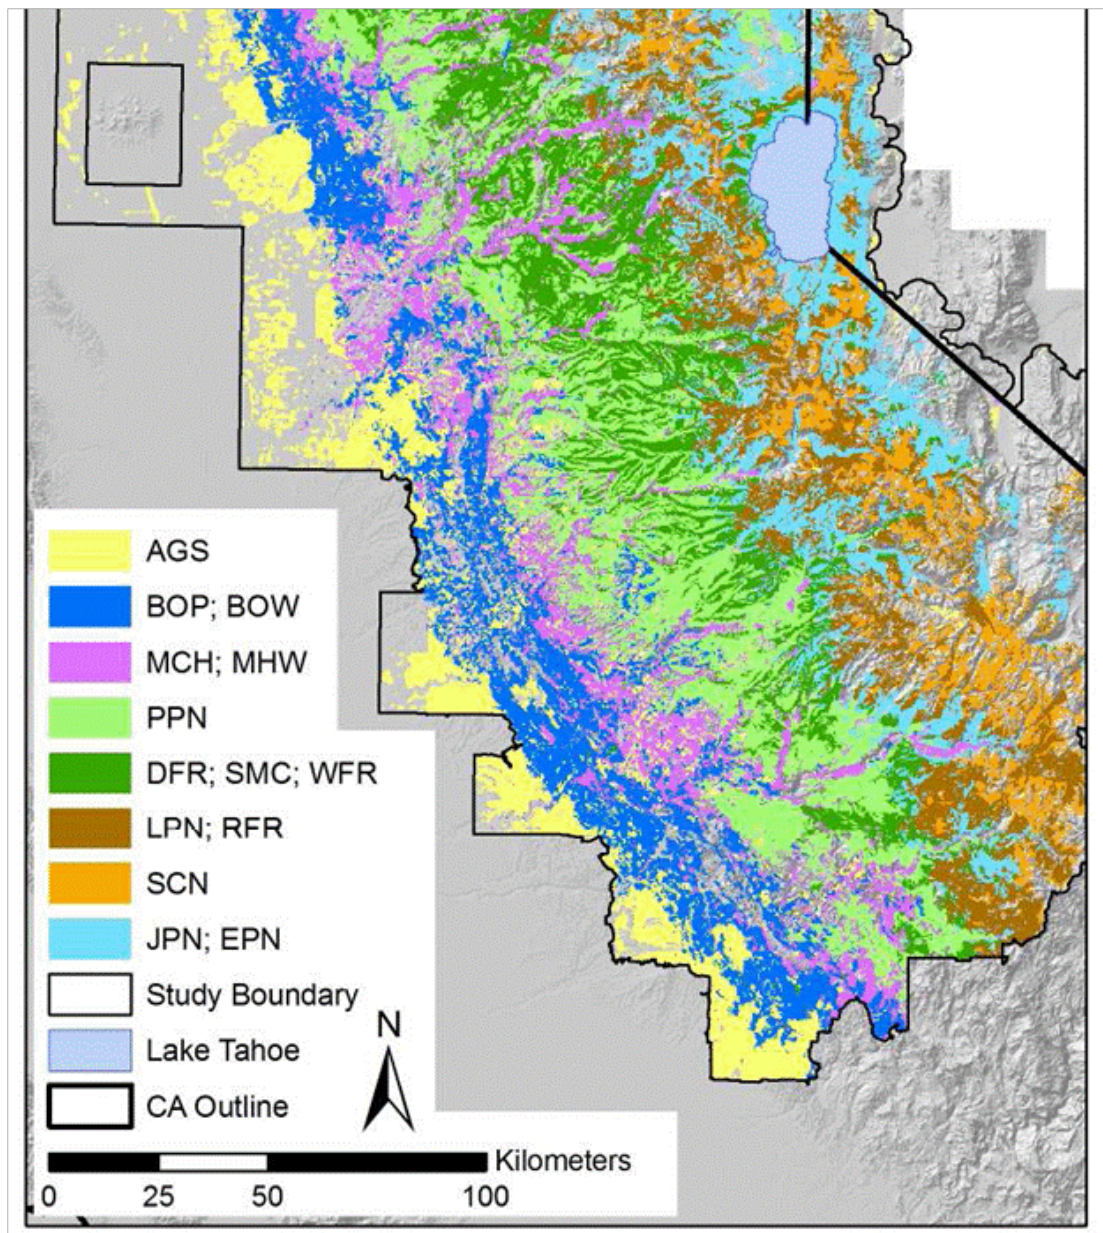 AGS
BOP; BOW
MCH; MHW
PPN
DFR; SMC; WFR
LPN; RFR
SCN
JPN; EPN
Study Boundary
Lake Tahoe
CA Outline
N
Kilometers
0 25 50 100